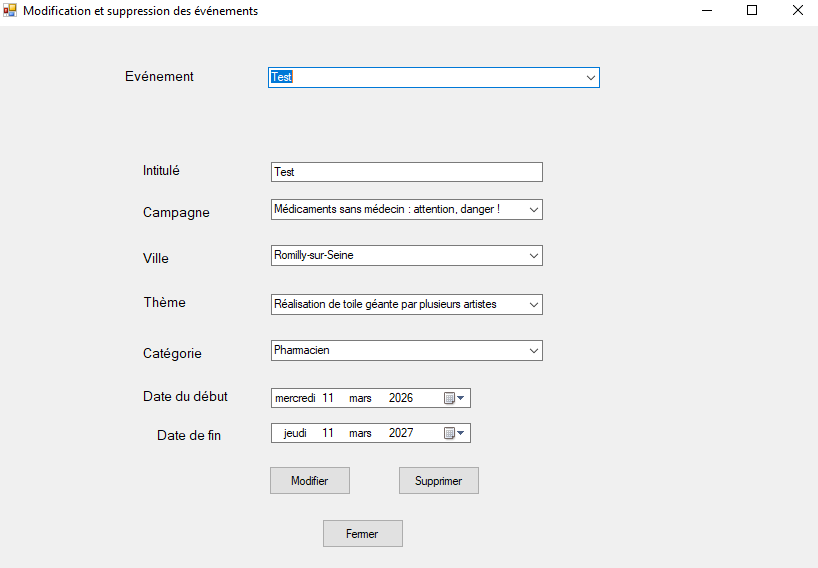 Modification et suppression des événements
Evénement Test
Intitulé Test
Campagne Médicaments sans médecin : attention, danger !
Ville Romilly-sur-Seine
Thème Réalisation de toile géante par plusieurs artistes
Catégorie Pharmacien
Date du début mercredi 11 mars 2026
Date de fin jeudi 11 mars 2027
Modifier Supprimer
Fermer